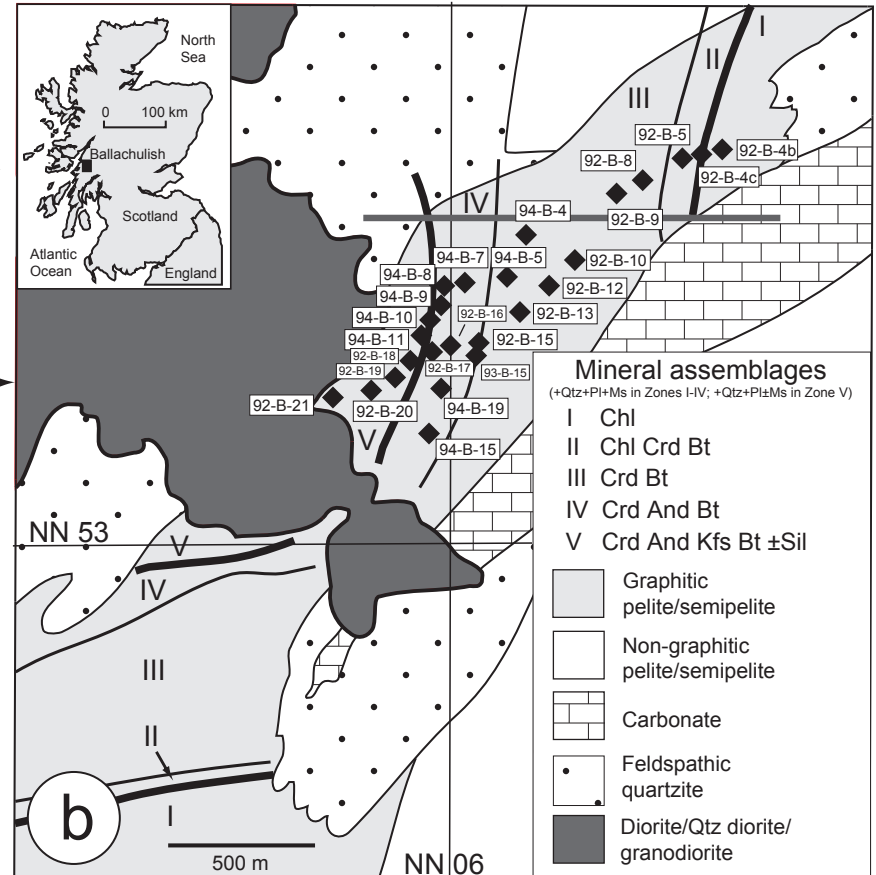 North
Sea
0 100 km
Ballachulish
Scotland
Atlantic
Ocean
England
I
II
III
92-B-5
92-B-4b
92-B-8
92-B-4c
IV
94-B-4
92-B-9
94-B-7
94-B-5
92-B-10
94-B-8
92-B-12
94-B-9
92-B-16
92-B-13
94-B-10
94-B-11
92-B-15
92-B-18
92-B-17
93-B-15
92-B-19
92-B-21
92-B-20
94-B-19
V
94-B-15
NN 53
V
IV
III
II
I
b
500 m
NN 06
Mineral assemblages
(+Qtz+Pl+Ms in Zones I-IV; +Qtz+Pl±Ms in Zone V)
I Chl
II Chl Crd Bt
III Crd Bt
IV Crd And Bt
V Crd And Kfs Bt ±Sil
Graphitic
pelite/semipelite
Non-graphitic
pelite/semipelite
Carbonate
Feldspathic
quartzite
Diorite/Qtz diorite/
granodiorite